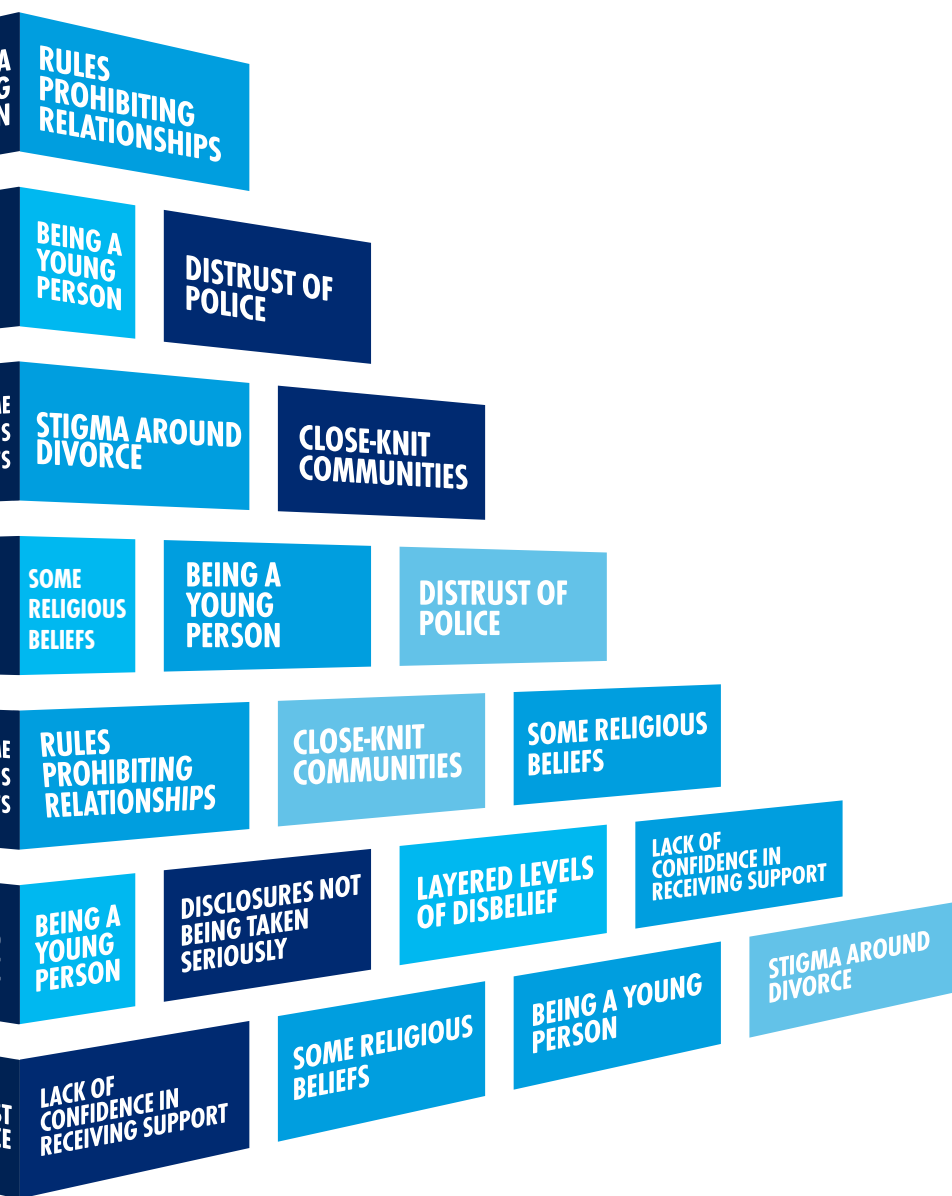 RULES
PROHIBITING
RELATIONSHIPS
BEING A
YOUNG
PERSON
DISTRUST OF
POLICE
STIGMA AROUND
DIVORCE
CLOSE-KNIT
COMMUNITIES
SOME
RELIGIOUS
BELIEFS
BEING A
YOUNG
PERSON
DISTRUST OF
POLICE
RULES
PROHIBITING
RELATIONSHIPS
CLOSE-KNIT
COMMUNITIES
SOME RELIGIOUS
BELIEFS
BEING A
YOUNG
PERSON
DISCLOSURES NOT
BEING TAKEN
SERIOUSLY
LAYERED LEVELS
OF DISBELIEF
LACK OF
CONFIDENCE IN
RECEIVING SUPPORT
LACK OF
CONFIDENCE IN
RECEIVING SUPPORT
SOME RELIGIOUS
BELIEFS
BEING A YOUNG
PERSON
STIGMA AROUND
DIVORCE